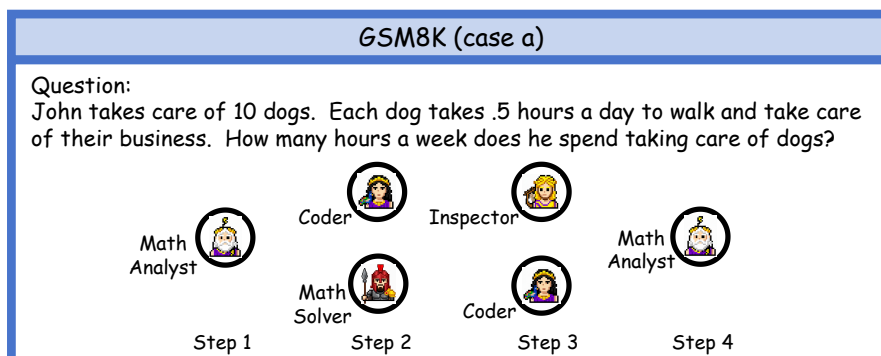 GSM8K (case a)
Question:
John takes care of 10 dogs. Each dog takes .5 hours a day to walk and take care
of their business. How many hours a week does he spend taking care of dogs?
Coder
Inspector
Math
Analyst
Math
Analyst
Math
Solver
Coder
Step 1
Step 2
Step 3
Step 4